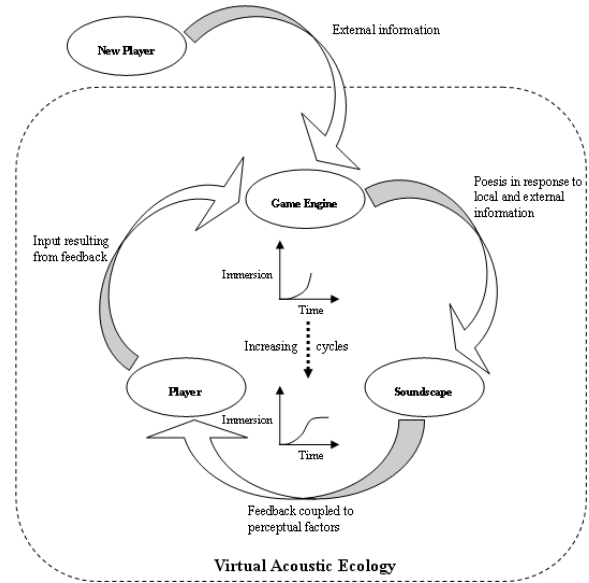 New Player
External information
Game Engine
Poesis in response to
local and external
information
Input resulting
from feedback
Immersion
Time
Increasing cycles
Player
Soundscape
Immersion
Time
Feedback coupled to
perceptual factors
Virtual Acoustic Ecology